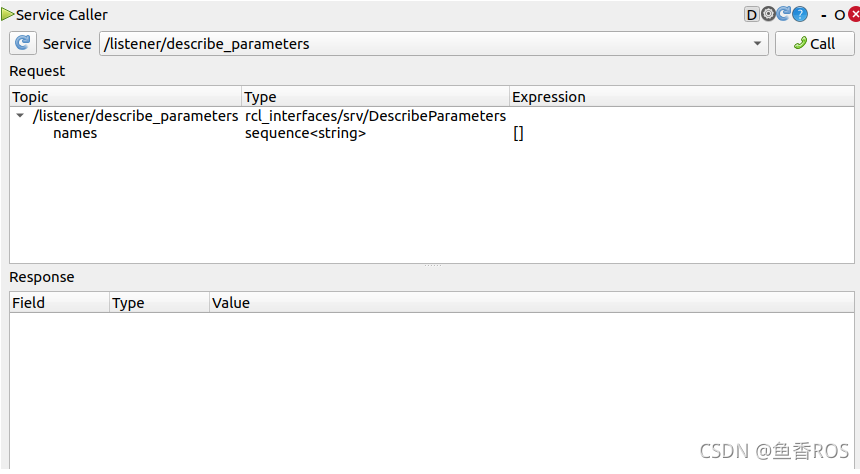 Service Caller
D ? - O
Service /listener/describe_parameters Call
Request
Topic Type Expression
/listener/describe_parameters rcl_interfaces/srv/DescribeParameters
names sequence<string> []
Response
Field Type Value
CSDN @鱼香ROS